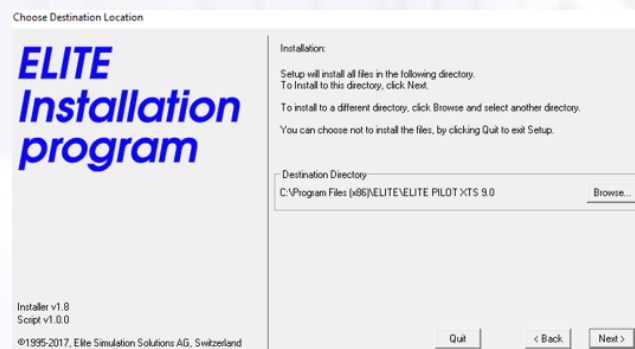 Choose Destination Location
ELITE
Installation
program
Installation:
Setup will install all files in the following directory.
To Install to this directory, click Next.
To install to a different directory, click Browse and select another directory.
You can choose not to install the files, by clicking Quit to exit Setup.
Destination Directory
C:\Program Files (x86)\ELITE\ELITE PILOT XTS 9.0
Browse...
Installer v1.8
Script v1.0.0
©1995-2017, Elite Simulation Solutions AG, Switzerland
Quit
< Back
Next >